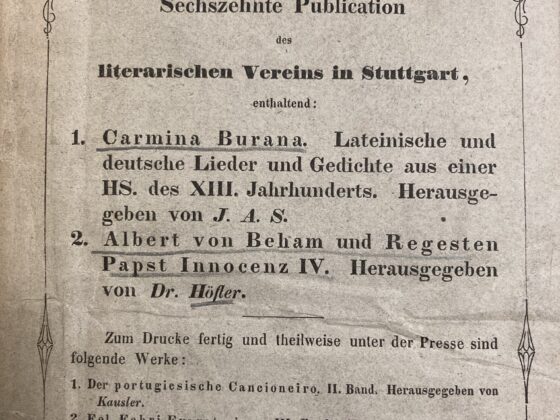 Sechszehnte Publication
des
literarischen Vereins in Stuttgart,
enthaltend:
1. Carmina Burana. Lateinische und
deutsche Lieder und Gedichte aus einer
HS. des XIII. Jahrhunderts. Herausge-
geben von J. A. S.
2. Albert von Beham und Regesten
Papst Innocenz IV. Herausgegeben
von Dr. Höfler.
Zum Drucke fertig und theilweise unter der Presse sind
folgende Werke:
1. Der portugiesische Cancioneiro. II. Band. Herausgegeben von
Kausler.